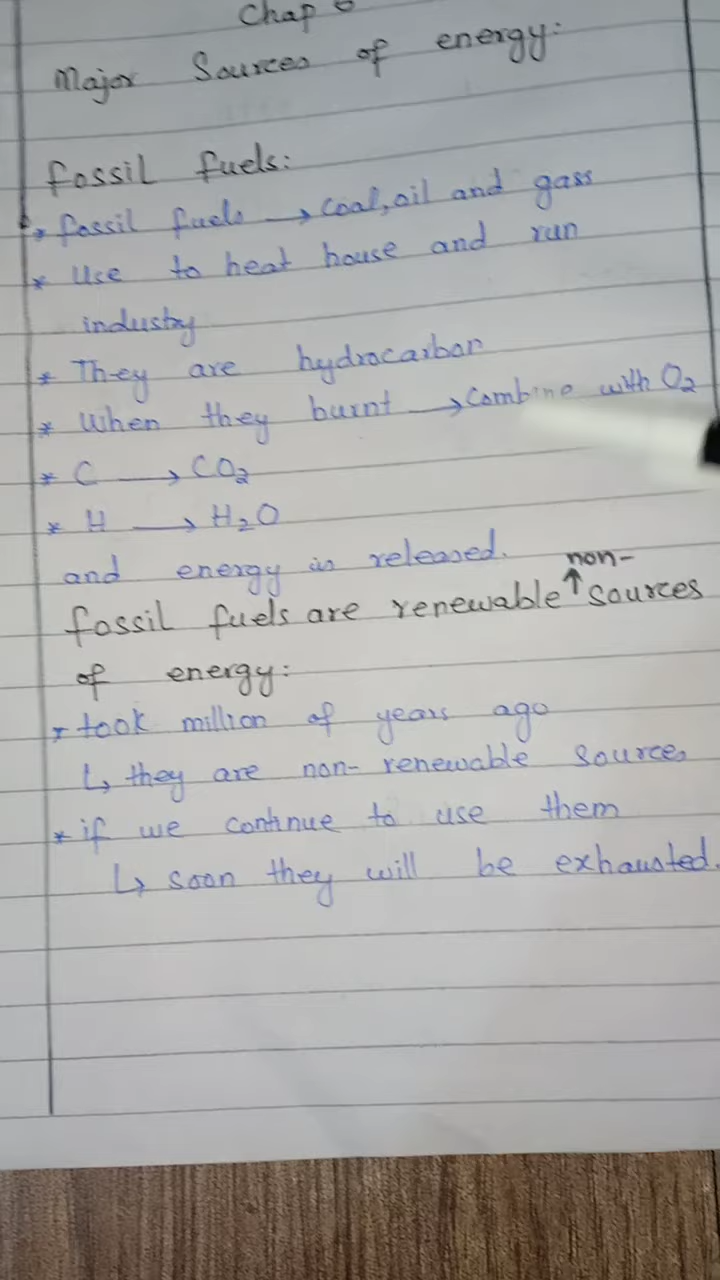 Chap
Major Sources of energy:
fossil fuels:
* fossil fuels → coal, oil and gass
* Use to heat house and run
industry
* They are hydrocarbon
* When they burnt → Combine with O₂
* C → CO₂
* H → H₂O
and energy is released.
non-
fossil fuels are renewable ↑ sources
of energy:
* took million of years ago
↳ they are non-renewable sources
* if we continue to use them
↳ soon they will be exhausted.